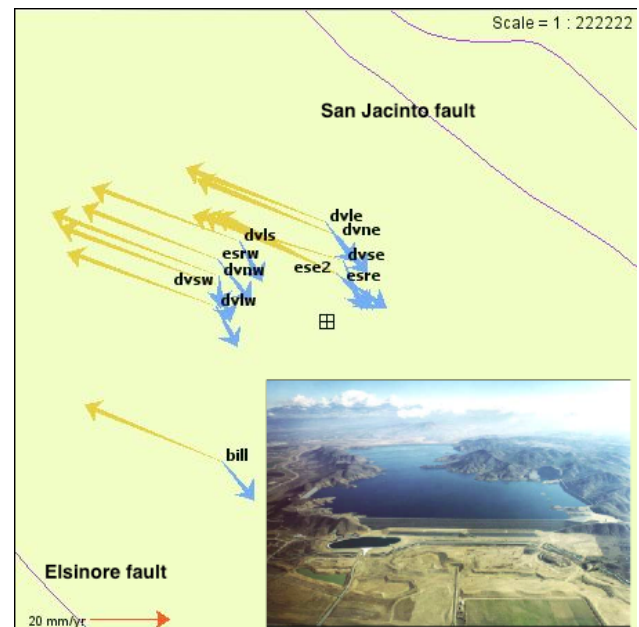 Scale = 1 : 222222
San Jacinto fault
dvle
dvne
dvls
esrw
dvse
ese2
esre
dvnw
dvsw
dvlw
bill
Elsinore fault
20 mm/yr